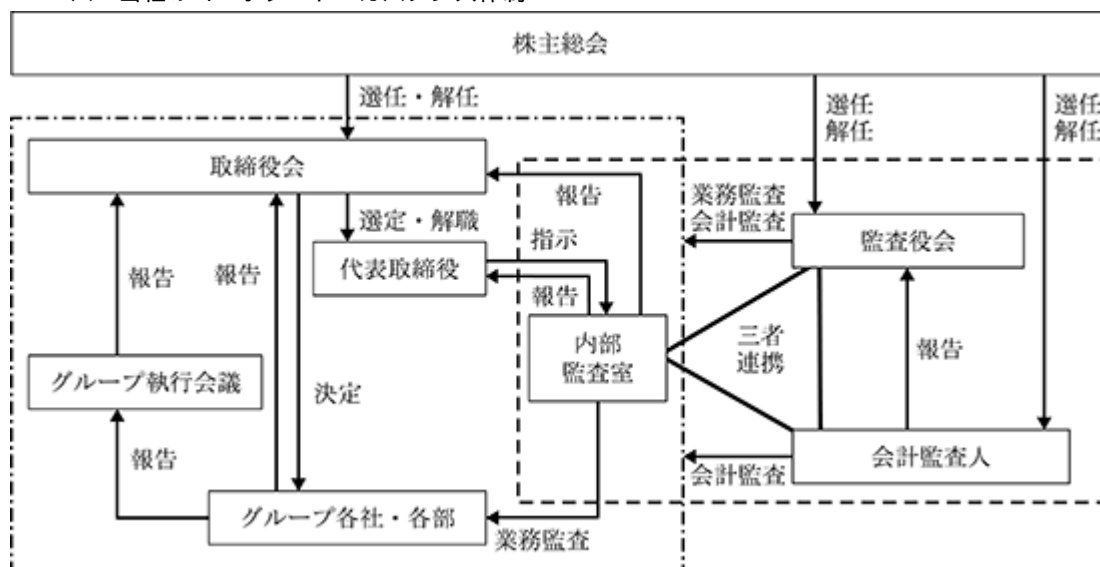 株主総会
選任・解任
選任
解任
選任
解任
取締役会
報告
業務監査
会計監査
選定・解職
指示
監査役会
代表取締役
報告
報告
報告
内部
監査室
三者
連携
報告
グループ執行会議
決定
報告
会計監査
会計監査人
グループ各社・各部
業務監査